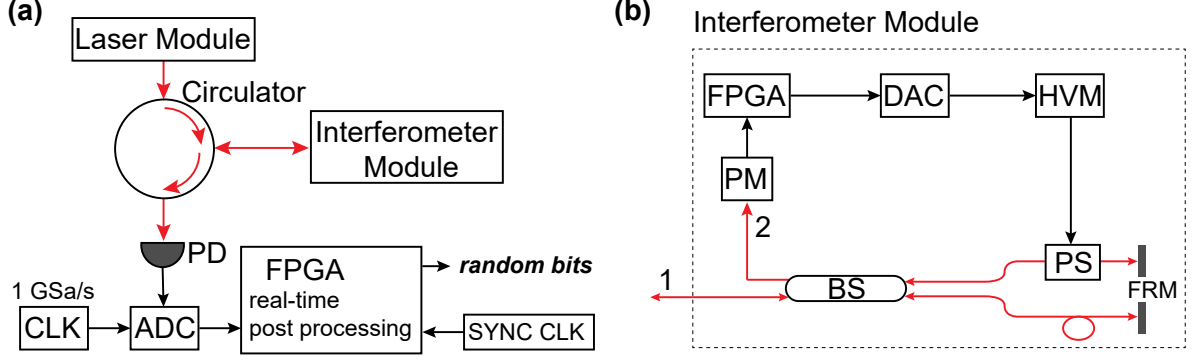 (a)
Laser Module
Circulator
Interferometer
Module
PD
1 GSa/s
CLK
ADC
FPGA
real-time
post processing
random bits
SYNC CLK
(b)
Interferometer Module
FPGA
DAC
HVM
PM
2
PS
1
BS
FRM